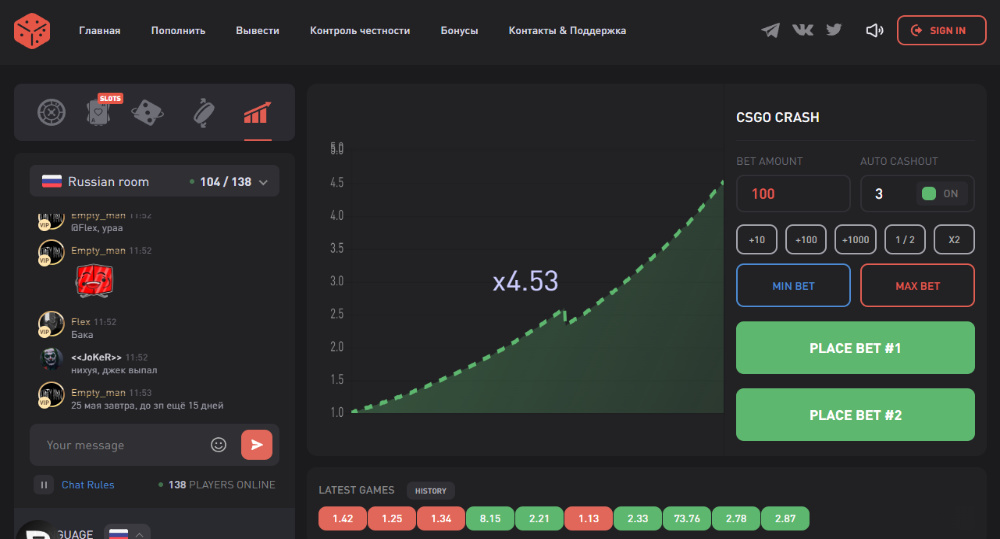 Главная Пополнить Вывести Контроль честности Бонусы Контакты & Поддержка SIGN IN
SLOTS
Russian room 104 / 138
Empty_man 11:52
@Flex, ураа
Empty_man 11:52
Flex 11:52
Бака
<<JoKeR>> 11:52
нихуя, джек выпал
Empty_man 11:53
25 мая завтра, до зп ещё 15 дней
Your message
Chat Rules 138 PLAYERS ONLINE
5.0
4.5
4.0
3.5
3.0
2.5
2.0
1.5
1.0
x4.53
CSGO CRASH
BET AMOUNT AUTO CASHOUT
100 3 ON
+10 +100 +1000 1 / 2 X2
MIN BET MAX BET
PLACE BET #1
PLACE BET #2
LATEST GAMES HISTORY
1.42 1.25 1.34 8.15 2.21 1.13 2.33 73.76 2.78 2.87